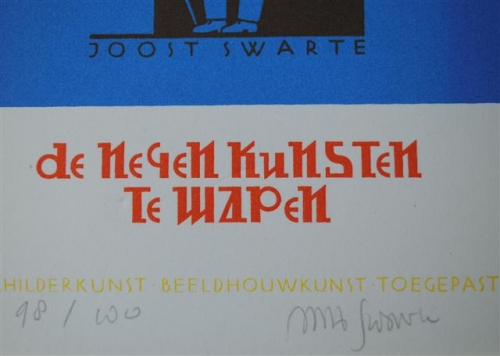 JOOST SWARTE
de NegeN KuNSTeN
Te WAPeN
HILDERKUNST · BEELDHOUWKUNST · TOEGEPAST
98 / 100